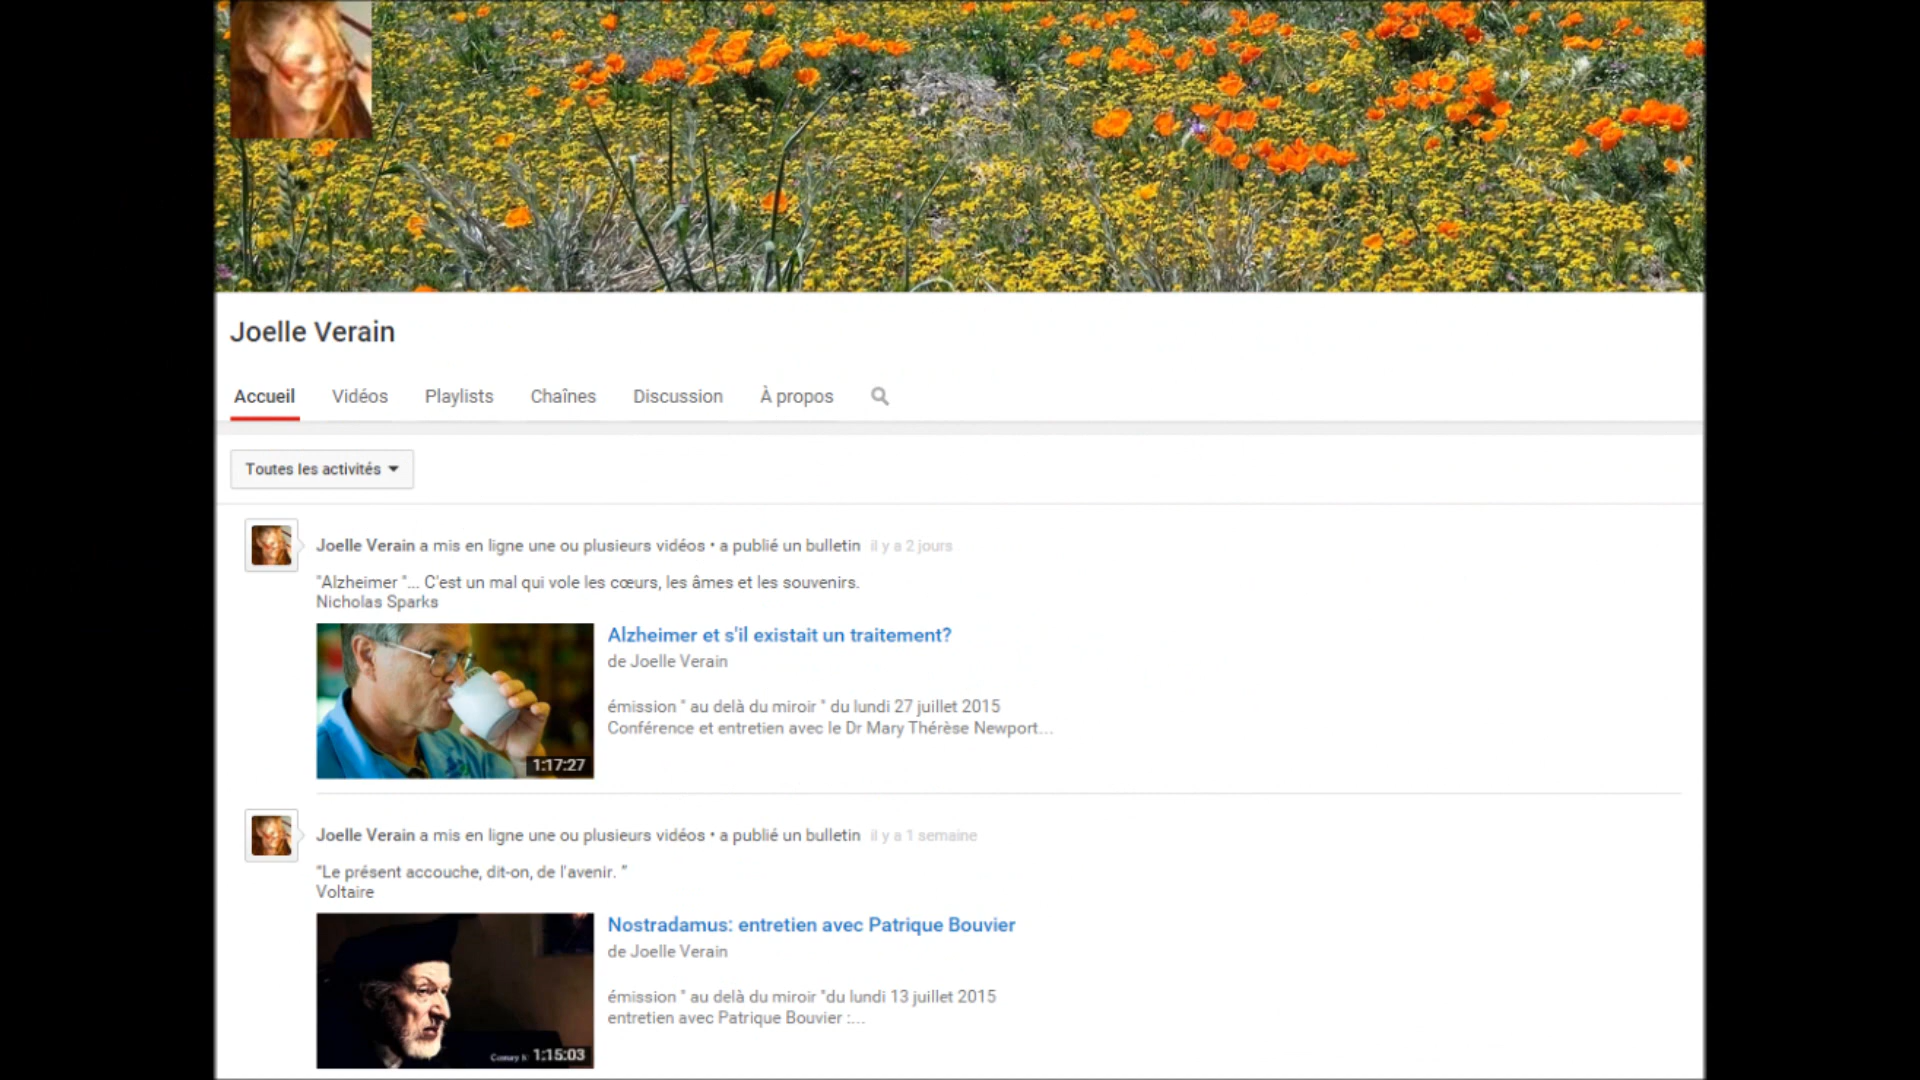 Joelle Verain
Accueil Vidéos Playlists Chaînes Discussion À propos
Toutes les activités
Joelle Verain a mis en ligne une ou plusieurs vidéos • a publié un bulletin il y a 2 jours
"Alzheimer "... C'est un mal qui vole les cœurs, les âmes et les souvenirs.
Nicholas Sparks
Alzheimer et s'il existait un traitement?
de Joelle Verain
émission " au delà du miroir " du lundi 27 juillet 2015
Conférence et entretien avec le Dr Mary Thérèse Newport...
1:17:27
Joelle Verain a mis en ligne une ou plusieurs vidéos • a publié un bulletin il y a 1 semaine
"Le présent accouche, dit-on, de l'avenir. "
Voltaire
Nostradamus: entretien avec Patrique Bouvier
de Joelle Verain
émission " au delà du miroir "du lundi 13 juillet 2015
entretien avec Patrique Bouvier :...
1:15:03